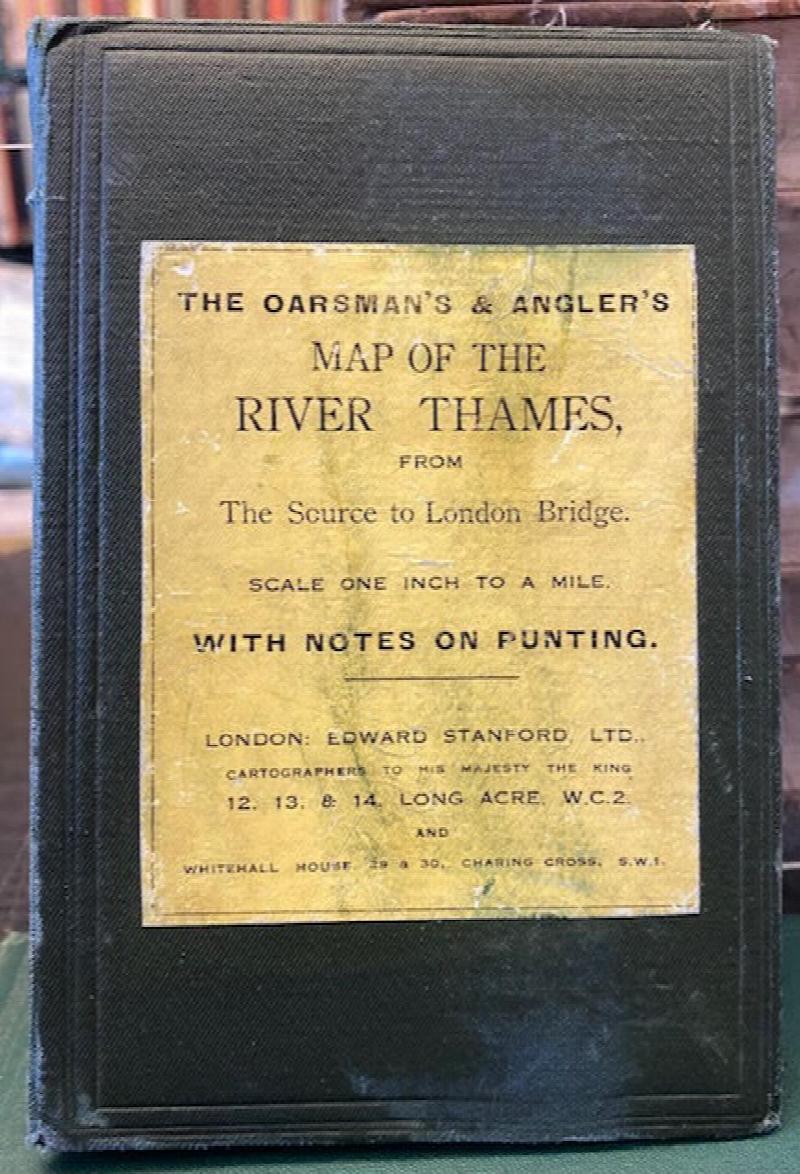 THE OARSMAN'S & ANGLER'S
MAP OF THE
RIVER THAMES,
FROM
The Source to London Bridge.
SCALE ONE INCH TO A MILE.
WITH NOTES ON PUNTING.
LONDON: EDWARD STANFORD, LTD.,
CARTOGRAPHERS TO HIS MAJESTY THE KING
12, 13, & 14, LONG ACRE, W.C.2.
AND
WHITEHALL HOUSE 29 & 30, CHARING CROSS, S.W.1.